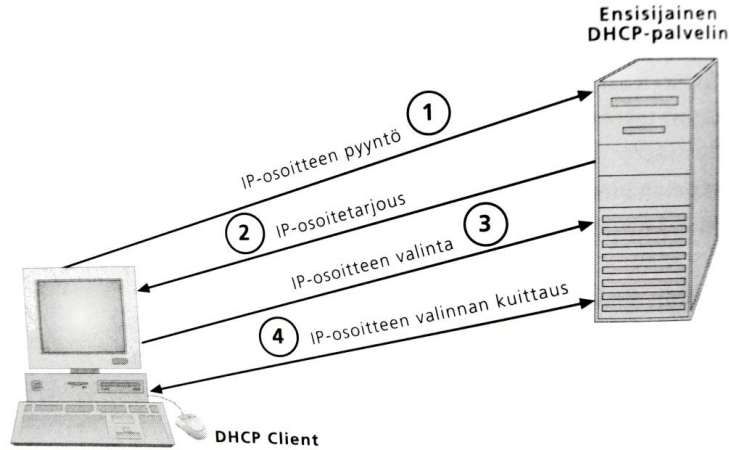 Ensisijainen
DHCP-palvelin
1
IP-osoitteen pyyntö
2
IP-osoitetarjous
3
IP-osoitteen valinta
4
IP-osoitteen valinnan kuittaus
DHCP Client